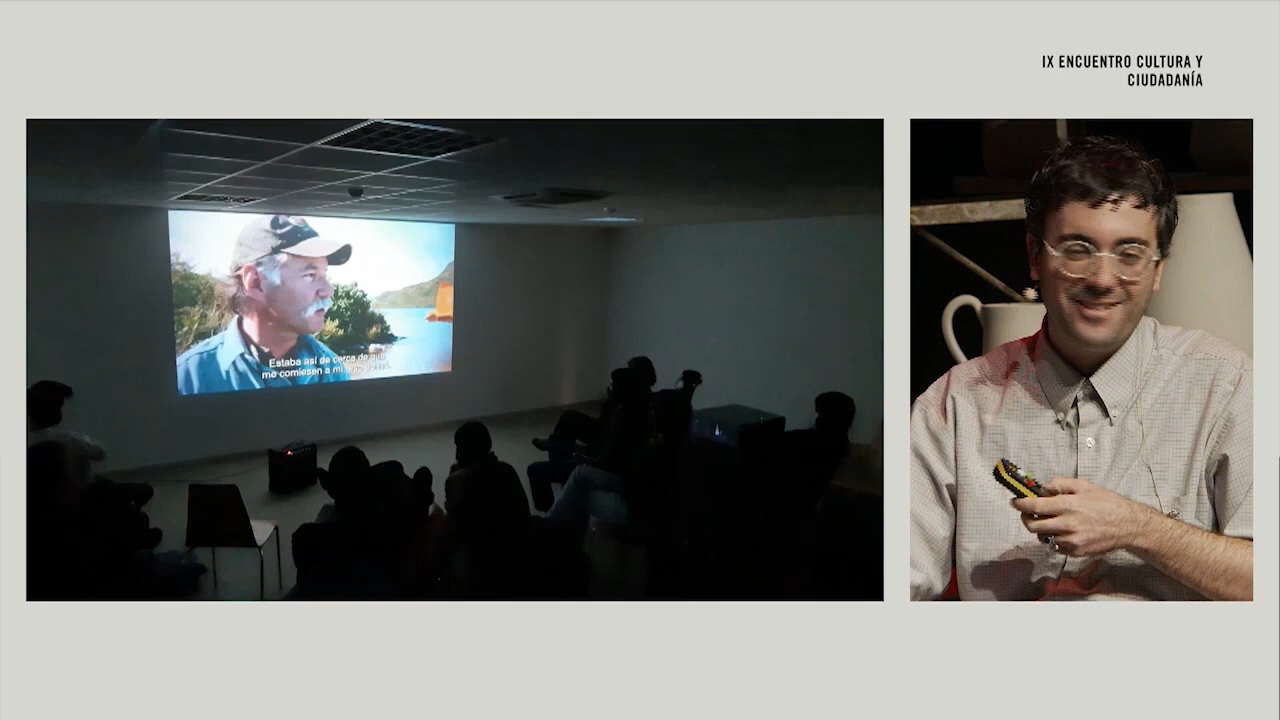 IX ENCUENTRO CULTURA Y
CIUDADANÍA
Estaba así de cerca de que
me comiesen a mí,